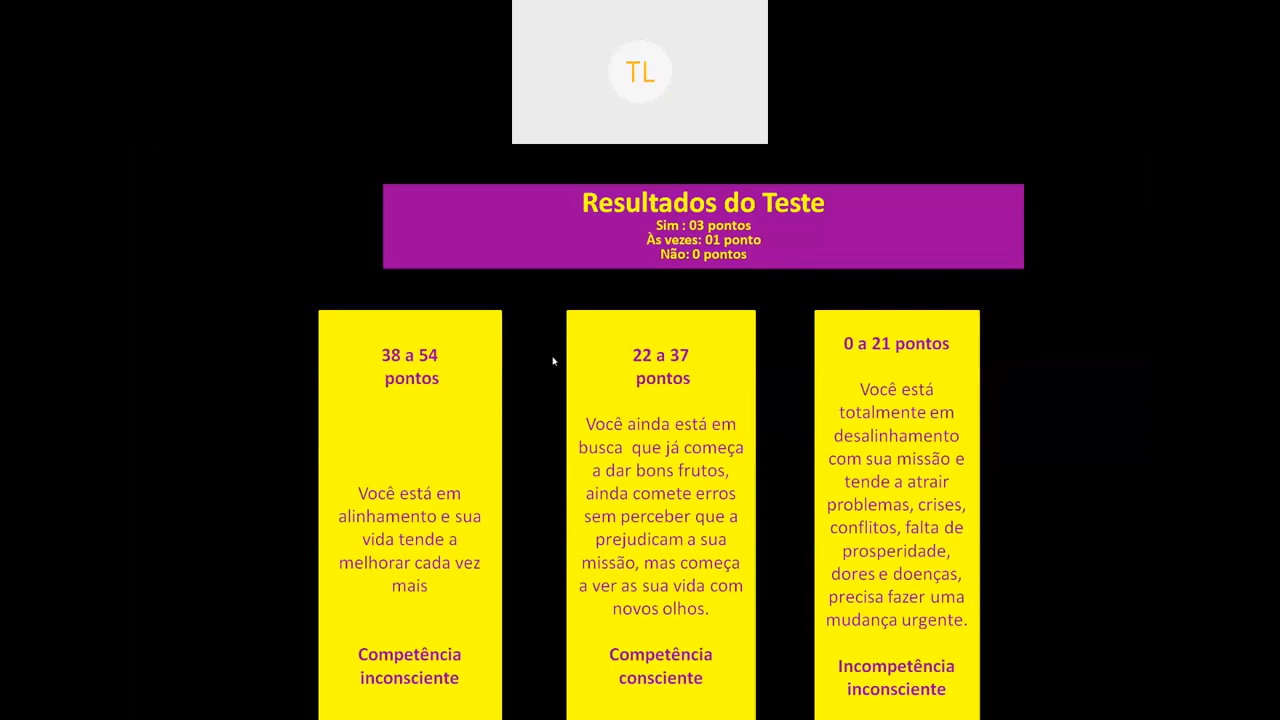 TL
Resultados do Teste
Sim : 03 pontos
Às vezes: 01 ponto
Não: 0 pontos
38 a 54
pontos
Você está em
alinhamento e sua
vida tende a
melhorar cada vez
mais
Competência
inconsciente
22 a 37
pontos
Você ainda está em
busca que já começa
a dar bons frutos,
ainda comete erros
sem perceber que a
prejudicam a sua
missão, mas começa
a ver as sua vida com
novos olhos.
Competência
consciente
0 a 21 pontos
Você está
totalmente em
desalinhamento
com sua missão e
tende a atrair
problemas, crises,
conflitos, falta de
prosperidade,
dores e doenças,
precisa fazer uma
mudança urgente.
Incompetência
inconsciente